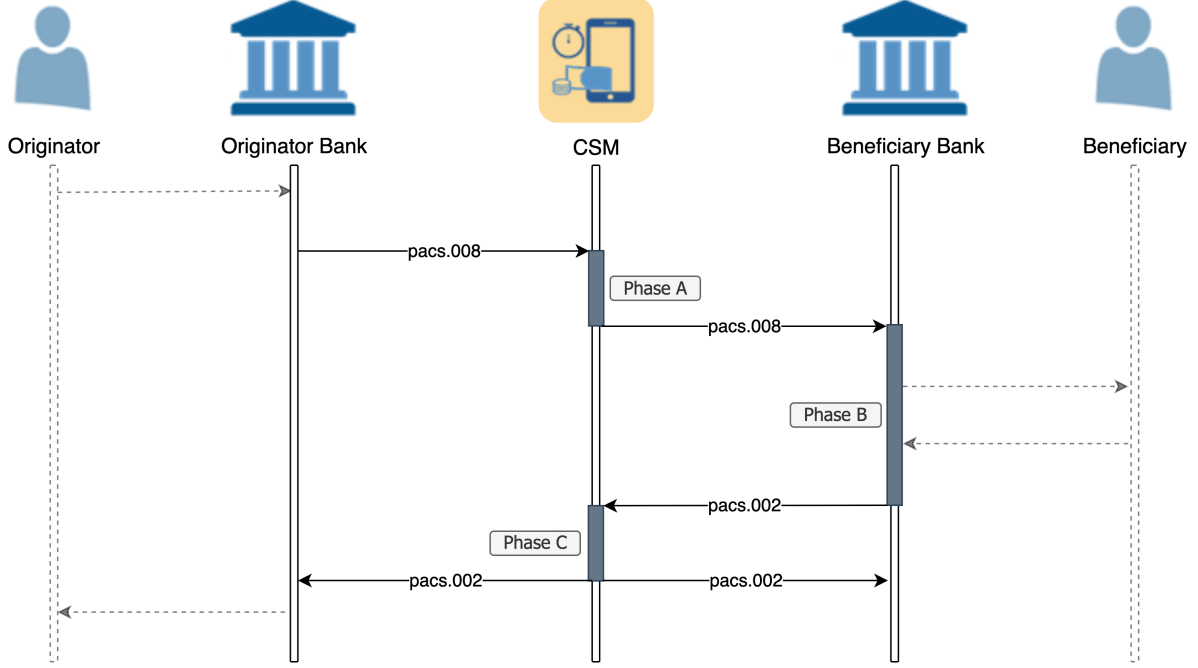 Originator
Originator Bank
CSM
Beneficiary Bank
Beneficiary
pacs.008
Phase A
pacs.008
Phase B
pacs.002
Phase C
pacs.002
pacs.002